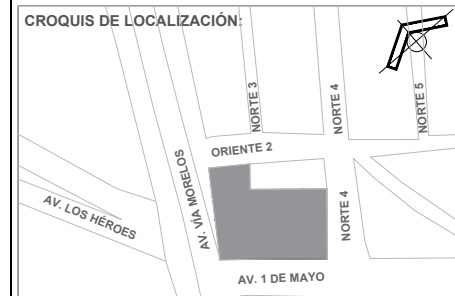 CROQUIS DE LOCALIZACIÓN:
NORTE 3
NORTE 4
NORTE 5
ORIENTE 2
AV. VÍA MORELOS
AV. LOS HÉROES
NORTE 4
AV. 1 DE MAYO